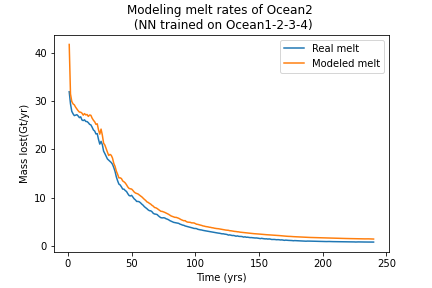 Modeling melt rates of Ocean2
(NN trained on Ocean1-2-3-4)
Real melt
Modeled melt
Mass lost(Gt/yr)
40
30
20
10
0
0 50 100 150 200 250
Time (yrs)